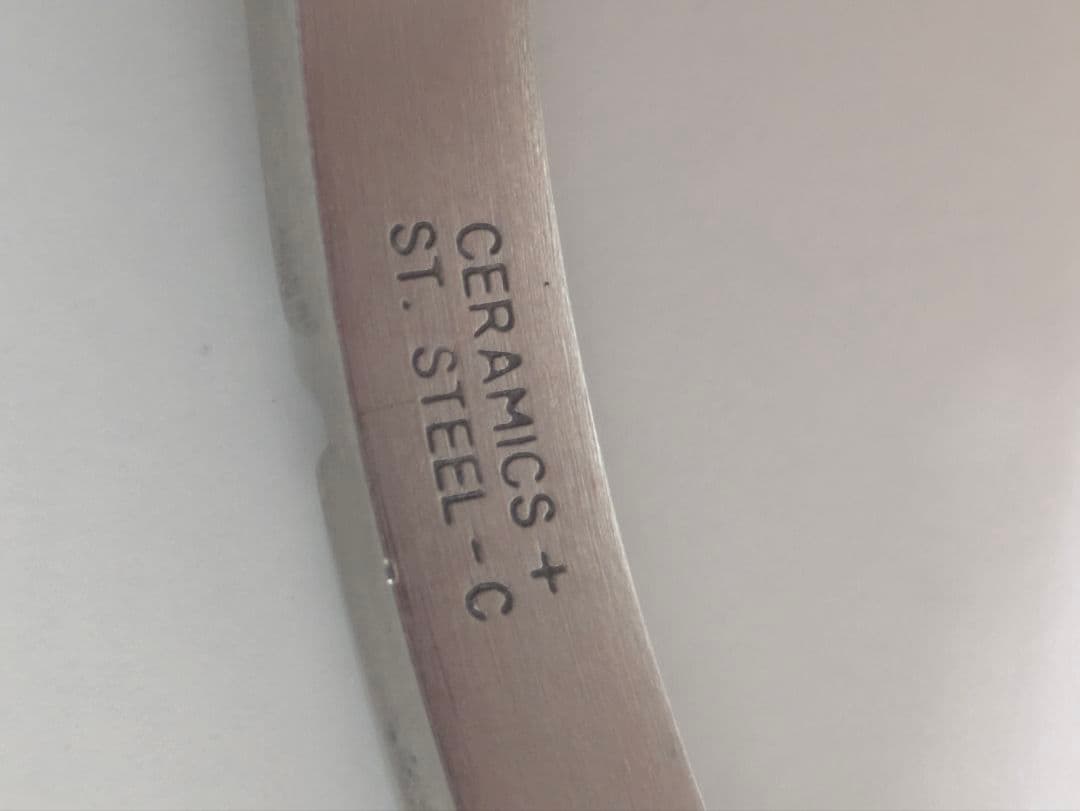 CERAMICS +
ST. STEEL - C